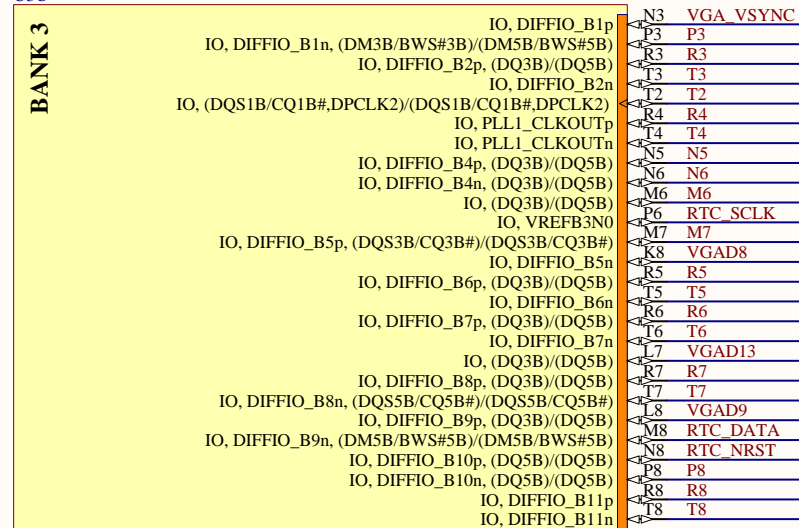 BANK 3
IO, DIFFIO_B1p N3 VGA_VSYNC
IO, DIFFIO_B1n, (DM3B/BWS#3B)/(DM5B/BWS#5B) P3 P3
IO, DIFFIO_B2p, (DQ3B)/(DQ5B) R3 R3
IO, DIFFIO_B2n T3 T3
IO, (DQS1B/CQ1B#,DPCLK2)/(DQS1B/CQ1B#,DPCLK2) T2 T2
IO, PLL1_CLKOUTp R4 R4
IO, PLL1_CLKOUTn T4 T4
IO, DIFFIO_B4p, (DQ3B)/(DQ5B) N5 N5
IO, DIFFIO_B4n, (DQ3B)/(DQ5B) N6 N6
IO, (DQ3B)/(DQ5B) M6 M6
IO, VREFB3N0 P6 RTC_SCLK
IO, DIFFIO_B5p, (DQS3B/CQ3B#)/(DQS3B/CQ3B#) M7 M7
IO, DIFFIO_B5n K8 VGAD8
IO, DIFFIO_B6p, (DQ3B)/(DQ5B) R5 R5
IO, DIFFIO_B6n T5 T5
IO, DIFFIO_B7p, (DQ3B)/(DQ5B) R6 R6
IO, DIFFIO_B7n T6 T6
IO, (DQ3B)/(DQ5B) L7 VGAD13
IO, DIFFIO_B8p, (DQ3B)/(DQ5B) R7 R7
IO, DIFFIO_B8n, (DQS5B/CQ5B#)/(DQS5B/CQ5B#) T7 T7
IO, DIFFIO_B9p, (DQ3B)/(DQ5B) L8 VGAD9
IO, DIFFIO_B9n, (DM5B/BWS#5B)/(DM5B/BWS#5B) M8 RTC_DATA
IO, DIFFIO_B10p, (DQ5B)/(DQ5B) N8 RTC_NRST
IO, DIFFIO_B10n, (DQ5B)/(DQ5B) P8 P8
IO, DIFFIO_B11p R8 R8
IO, DIFFIO_B11n T8 T8